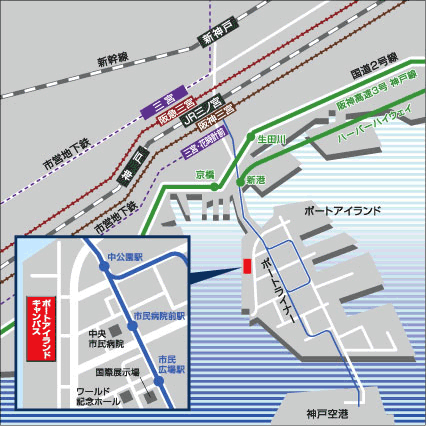 新幹線
新神戸
三宮
阪急三宮
JR三ノ宮
阪神三宮
三宮・花時計前
市営地下鉄
神戸
市営地下鉄
国道2号線
阪神高速3号 神戸線
ハーバーハイウェイ
生田川
京橋
新港
ポートアイランド
ポートライナー
中公園駅
市民病院前駅
中央
市民病院
ポートアイランド
キャンパス
国際展示場
市民
広場駅
ワールド
記念ホール
神戸空港